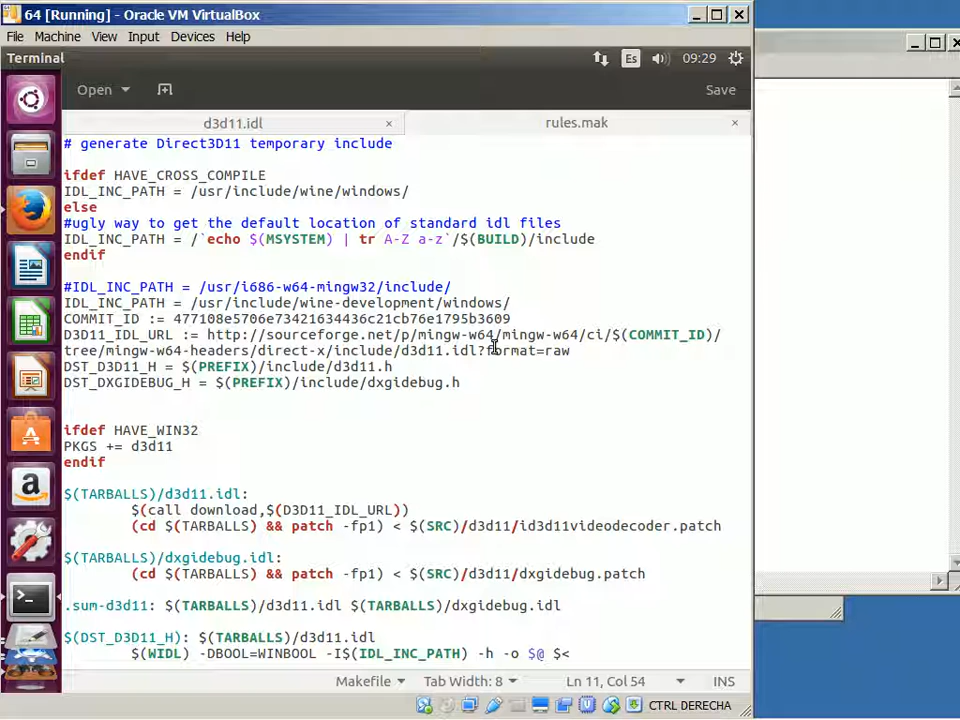 64 [Running] - Oracle VM VirtualBox
File Machine View Input Devices Help
Terminal
Es
09:29
Open
Save
d3d11.idl ×
rules.mak ×
# generate Direct3D11 temporary include
ifdef HAVE_CROSS_COMPILE
IDL_INC_PATH = /usr/include/wine/windows/
else
#ugly way to get the default location of standard idl files
IDL_INC_PATH = /`echo $(MSYSTEM) | tr A-Z a-z`/$(BUILD)/include
endif
#IDL_INC_PATH = /usr/i686-w64-mingw32/include/
IDL_INC_PATH = /usr/include/wine-development/windows/
COMMIT_ID := 477108e5706e73421634436c21cb76e1795b3609
D3D11_IDL_URL := http://sourceforge.net/p/mingw-w64/mingw-w64/ci/$(COMMIT_ID)/
tree/mingw-w64-headers/direct-x/include/d3d11.idl?format=raw
DST_D3D11_H = $(PREFIX)/include/d3d11.h
DST_DXGIDEBUG_H = $(PREFIX)/include/dxgidebug.h
ifdef HAVE_WIN32
PKGS += d3d11
endif
$(TARBALLS)/d3d11.idl:
$(call download,$(D3D11_IDL_URL))
(cd $(TARBALLS) && patch -fp1) < $(SRC)/d3d11/id3d11videodecoder.patch
$(TARBALLS)/dxgidebug.idl:
(cd $(TARBALLS) && patch -fp1) < $(SRC)/d3d11/dxgidebug.patch
.sum-d3d11: $(TARBALLS)/d3d11.idl $(TARBALLS)/dxgidebug.idl
$(DST_D3D11_H): $(TARBALLS)/d3d11.idl
$(WIDL) -DBOOL=WINBOOL -I$(IDL_INC_PATH) -h -o $@ $<
Makefile Tab Width: 8 Ln 11, Col 54 INS
CTRL DERECHA